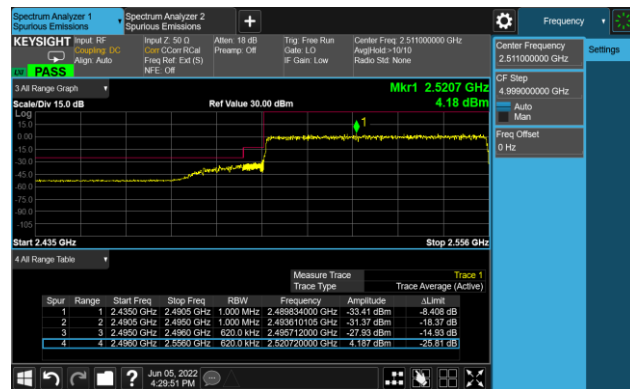 Spectrum Analyzer 1
Spurious Emissions
Spectrum Analyzer 2
Spurious Emissions
Frequency
KEYSIGHT
Input: RF
Coupling: DC
Align: Auto
Input Z: 50 Ω
Corr CCorr RCal
Freq Ref: Ext (S)
NFE: Off
Atten: 18 dB
Preamp: Off
Trig: Free Run
Gate: LO
IF Gain: Low
Center Freq: 2.511000000 GHz
Avg|Hold:>10/10
Radio Std: None
PASS
Center Frequency
2.511000000 GHz
Settings
CF Step
4.999000000 GHz
Auto
Man
Freq Offset
0 Hz
3 All Range Graph
Mkr1 2.5207 GHz
Scale/Div 15.0 dB
Ref Value 30.00 dBm
4.18 dBm
Log
15.0
0.00
-15.0
-30.0
-45.0
-60.0
-75.0
-90.0
-105
1
Start 2.435 GHz
Stop 2.556 GHz
4 All Range Table
Measure Trace Trace 1
Trace Type Trace Average (Active)
Spur Range Start Freq Stop Freq RBW Frequency Amplitude ΔLimit
1 1 2.4350 GHz 2.4905 GHz 1.000 MHz 2.489834000 GHz -33.41 dBm -8.408 dB
2 2 2.4905 GHz 2.4950 GHz 1.000 MHz 2.493610105 GHz -31.37 dBm -18.37 dB
3 3 2.4950 GHz 2.4960 GHz 620.0 kHz 2.495712000 GHz -27.93 dBm -14.93 dB
4 4 2.4960 GHz 2.5560 GHz 620.0 kHz 2.520720000 GHz 4.187 dBm -25.81 dB
?
Jun 05, 2022
4:29:51 PM